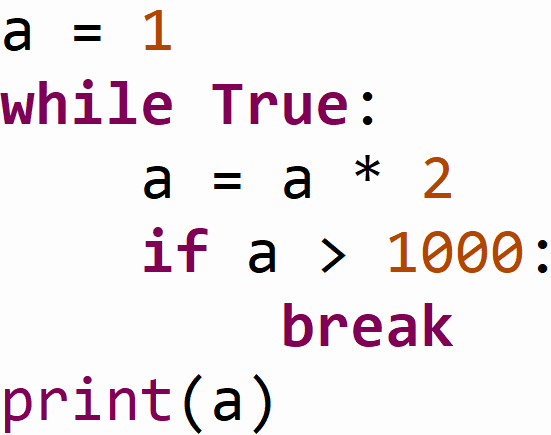 a = 1
while True:
    a = a * 2
    if a > 1000:
        break
print(a)